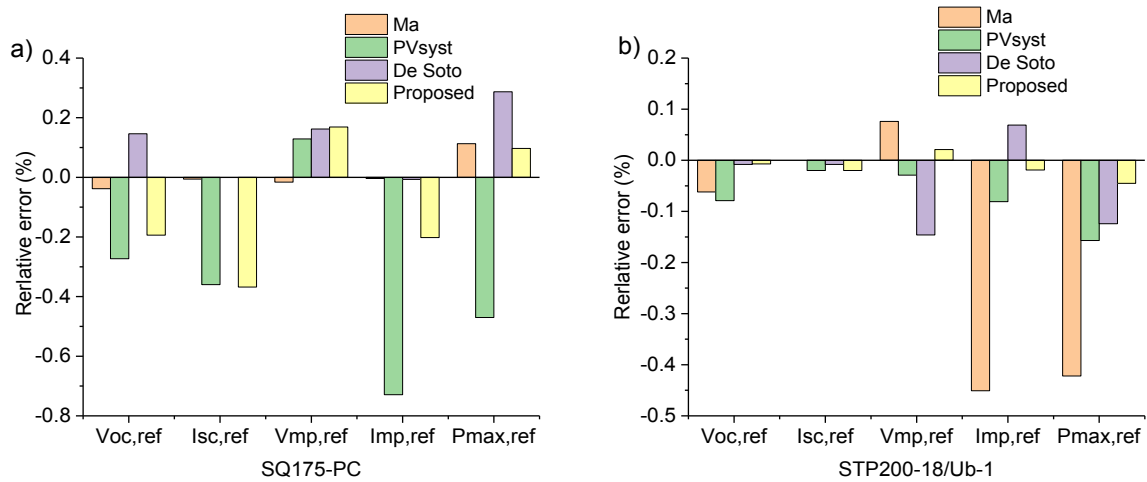 a)
Ma
PVsyst
De Soto
Proposed
Rerlative error (%)
0.4
0.2
0.0
-0.2
-0.4
-0.6
-0.8
Voc,ref Isc,ref Vmp,ref Imp,ref Pmax,ref
SQ175-PC
b)
Ma
PVsyst
De Soto
Proposed
Rerlative error (%)
0.2
0.1
0.0
-0.1
-0.2
-0.3
-0.4
-0.5
Voc,ref Isc,ref Vmp,ref Imp,ref Pmax,ref
STP200-18/Ub-1